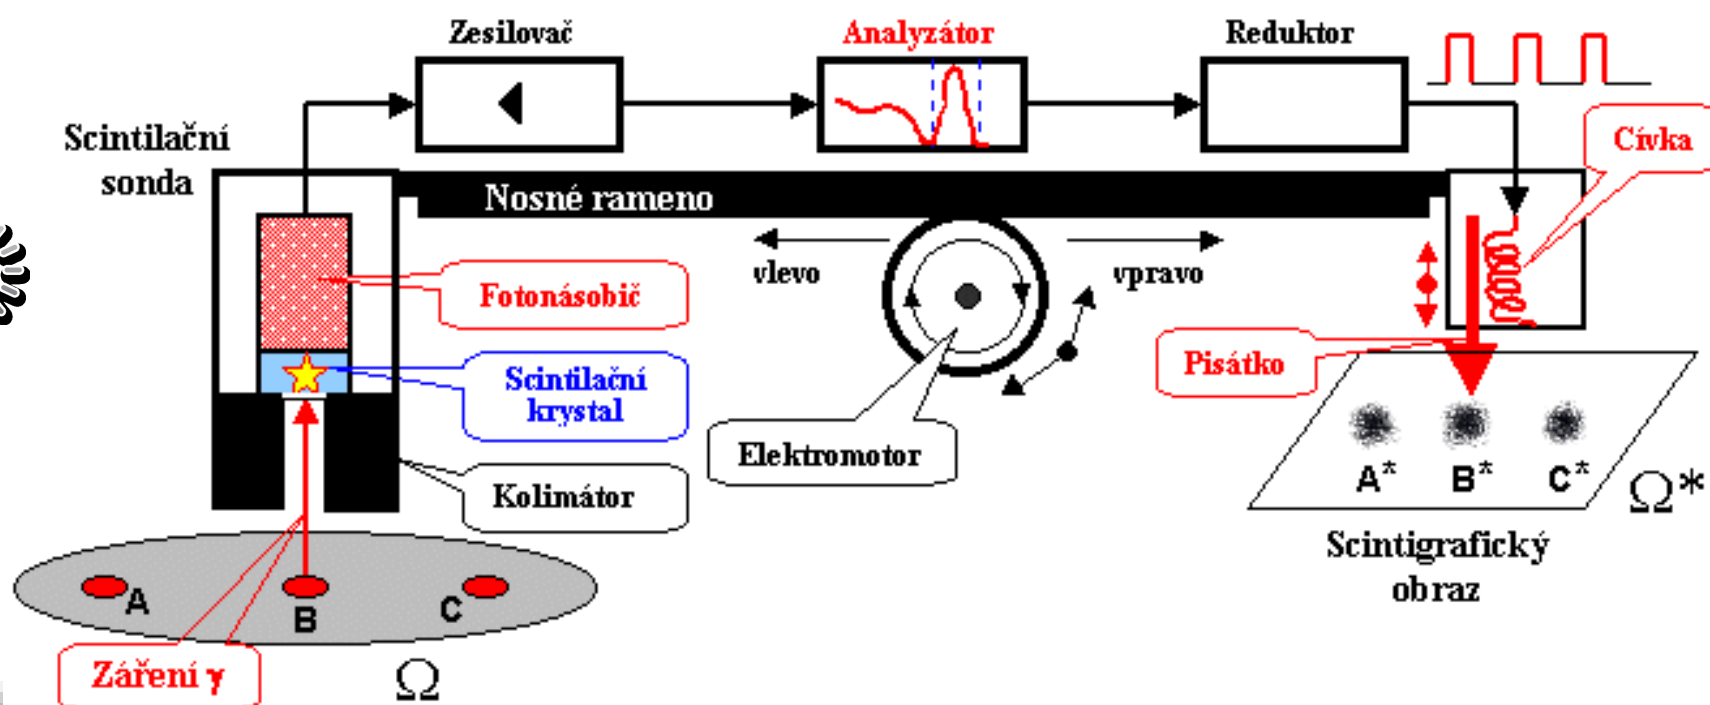 Zesilovač
Analyzátor
Reduktor
Scintilační
sonda
Cívka
Nosné rameno
vlevo
vpravo
Fotonásobič
Pisátko
Scintilační
krystal
Elektromotor
Kolimátor
A* B* C*
Ω*
Scintigrafický
obraz
A B C
Záření γ
Ω